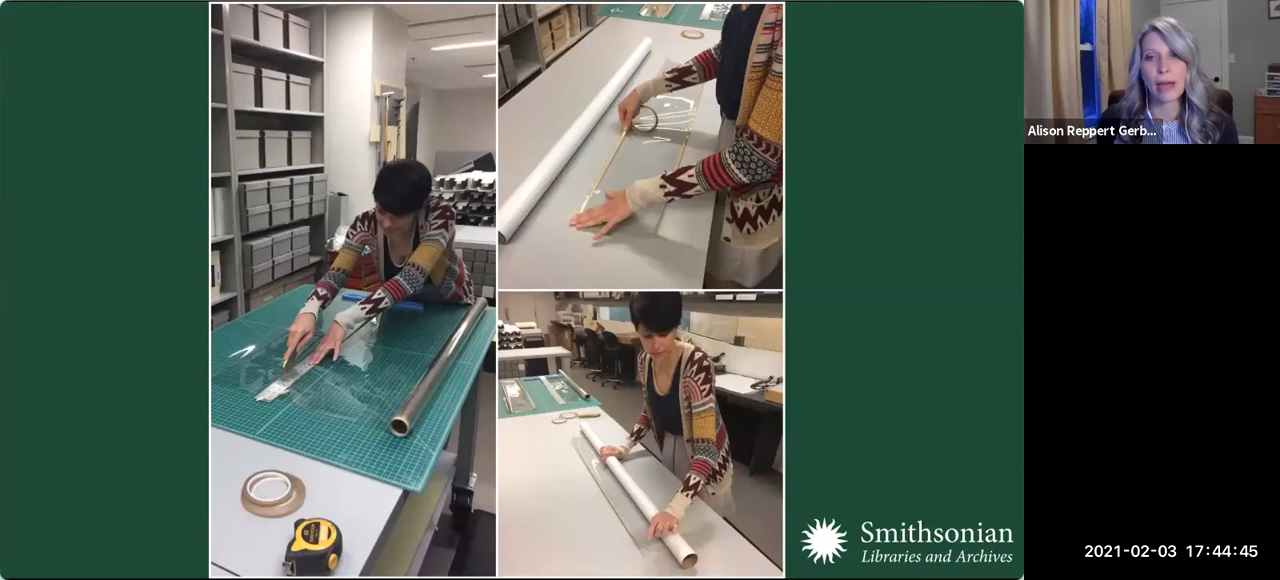 Alison Reppert Gerb...
Smithsonian
Libraries and Archives
2021-02-03 17:44:45